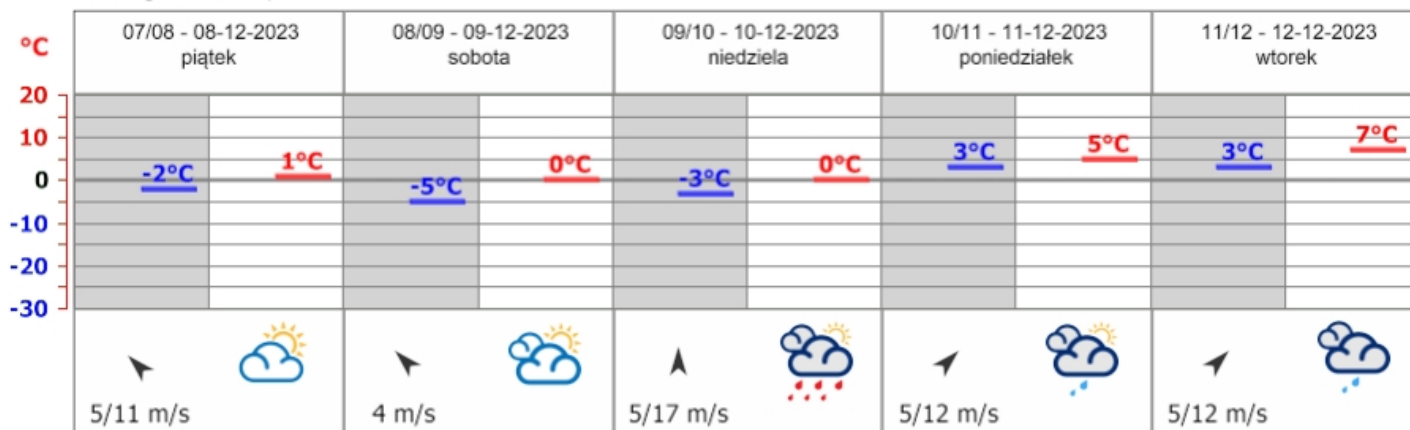 07/08 - 08-12-2023
piątek
08/09 - 09-12-2023
sobota
09/10 - 10-12-2023
niedziela
10/11 - 11-12-2023
poniedziałek
11/12 - 12-12-2023
wtorek
°C
20
10
0
-10
-20
-30
-2°C
1°C
-5°C
0°C
-3°C
0°C
3°C
5°C
3°C
7°C
5/11 m/s
4 m/s
5/17 m/s
5/12 m/s
5/12 m/s